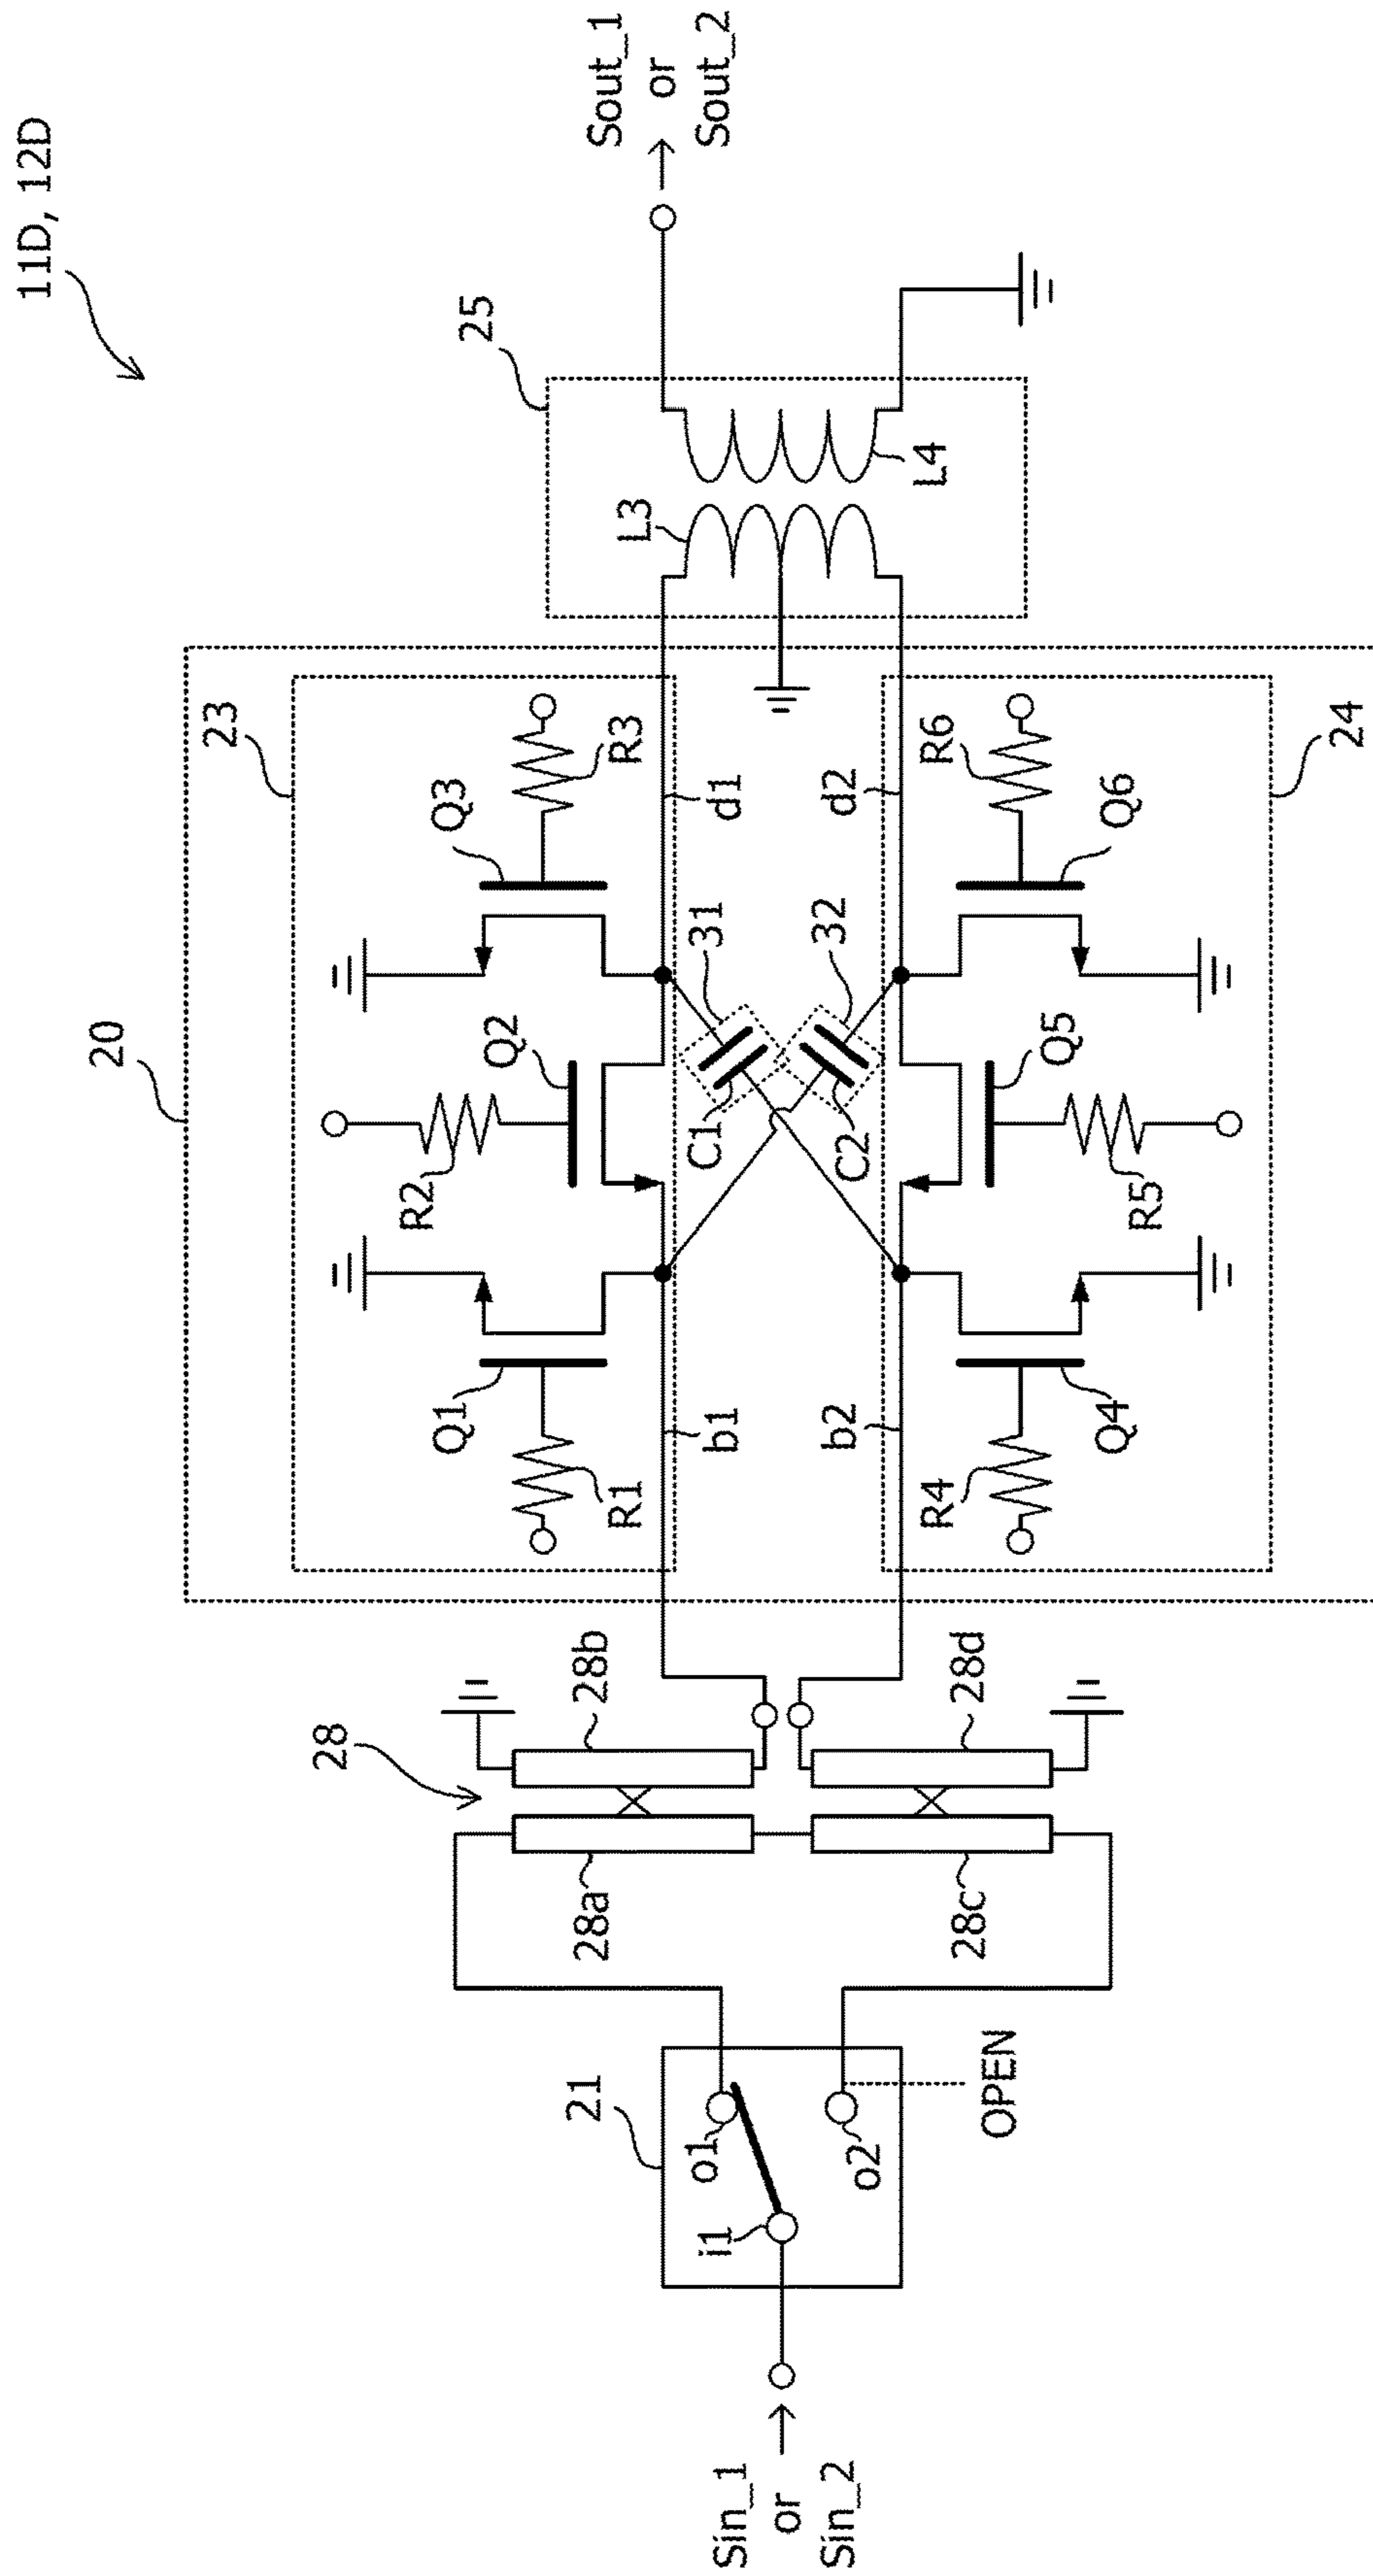 11D, 12D
20
23
25
Q1
Q2
Q3
R1
R2
R3
28
28b
28a
b1
d1
L3
L4
Sout_1
or
Sout_2
21
i1
o1
o2
OPEN
Sin_1
or
Sin_2
C1
31
C2
32
28c
28d
b2
d2
R4
R5
R6
Q4
Q5
Q6
24